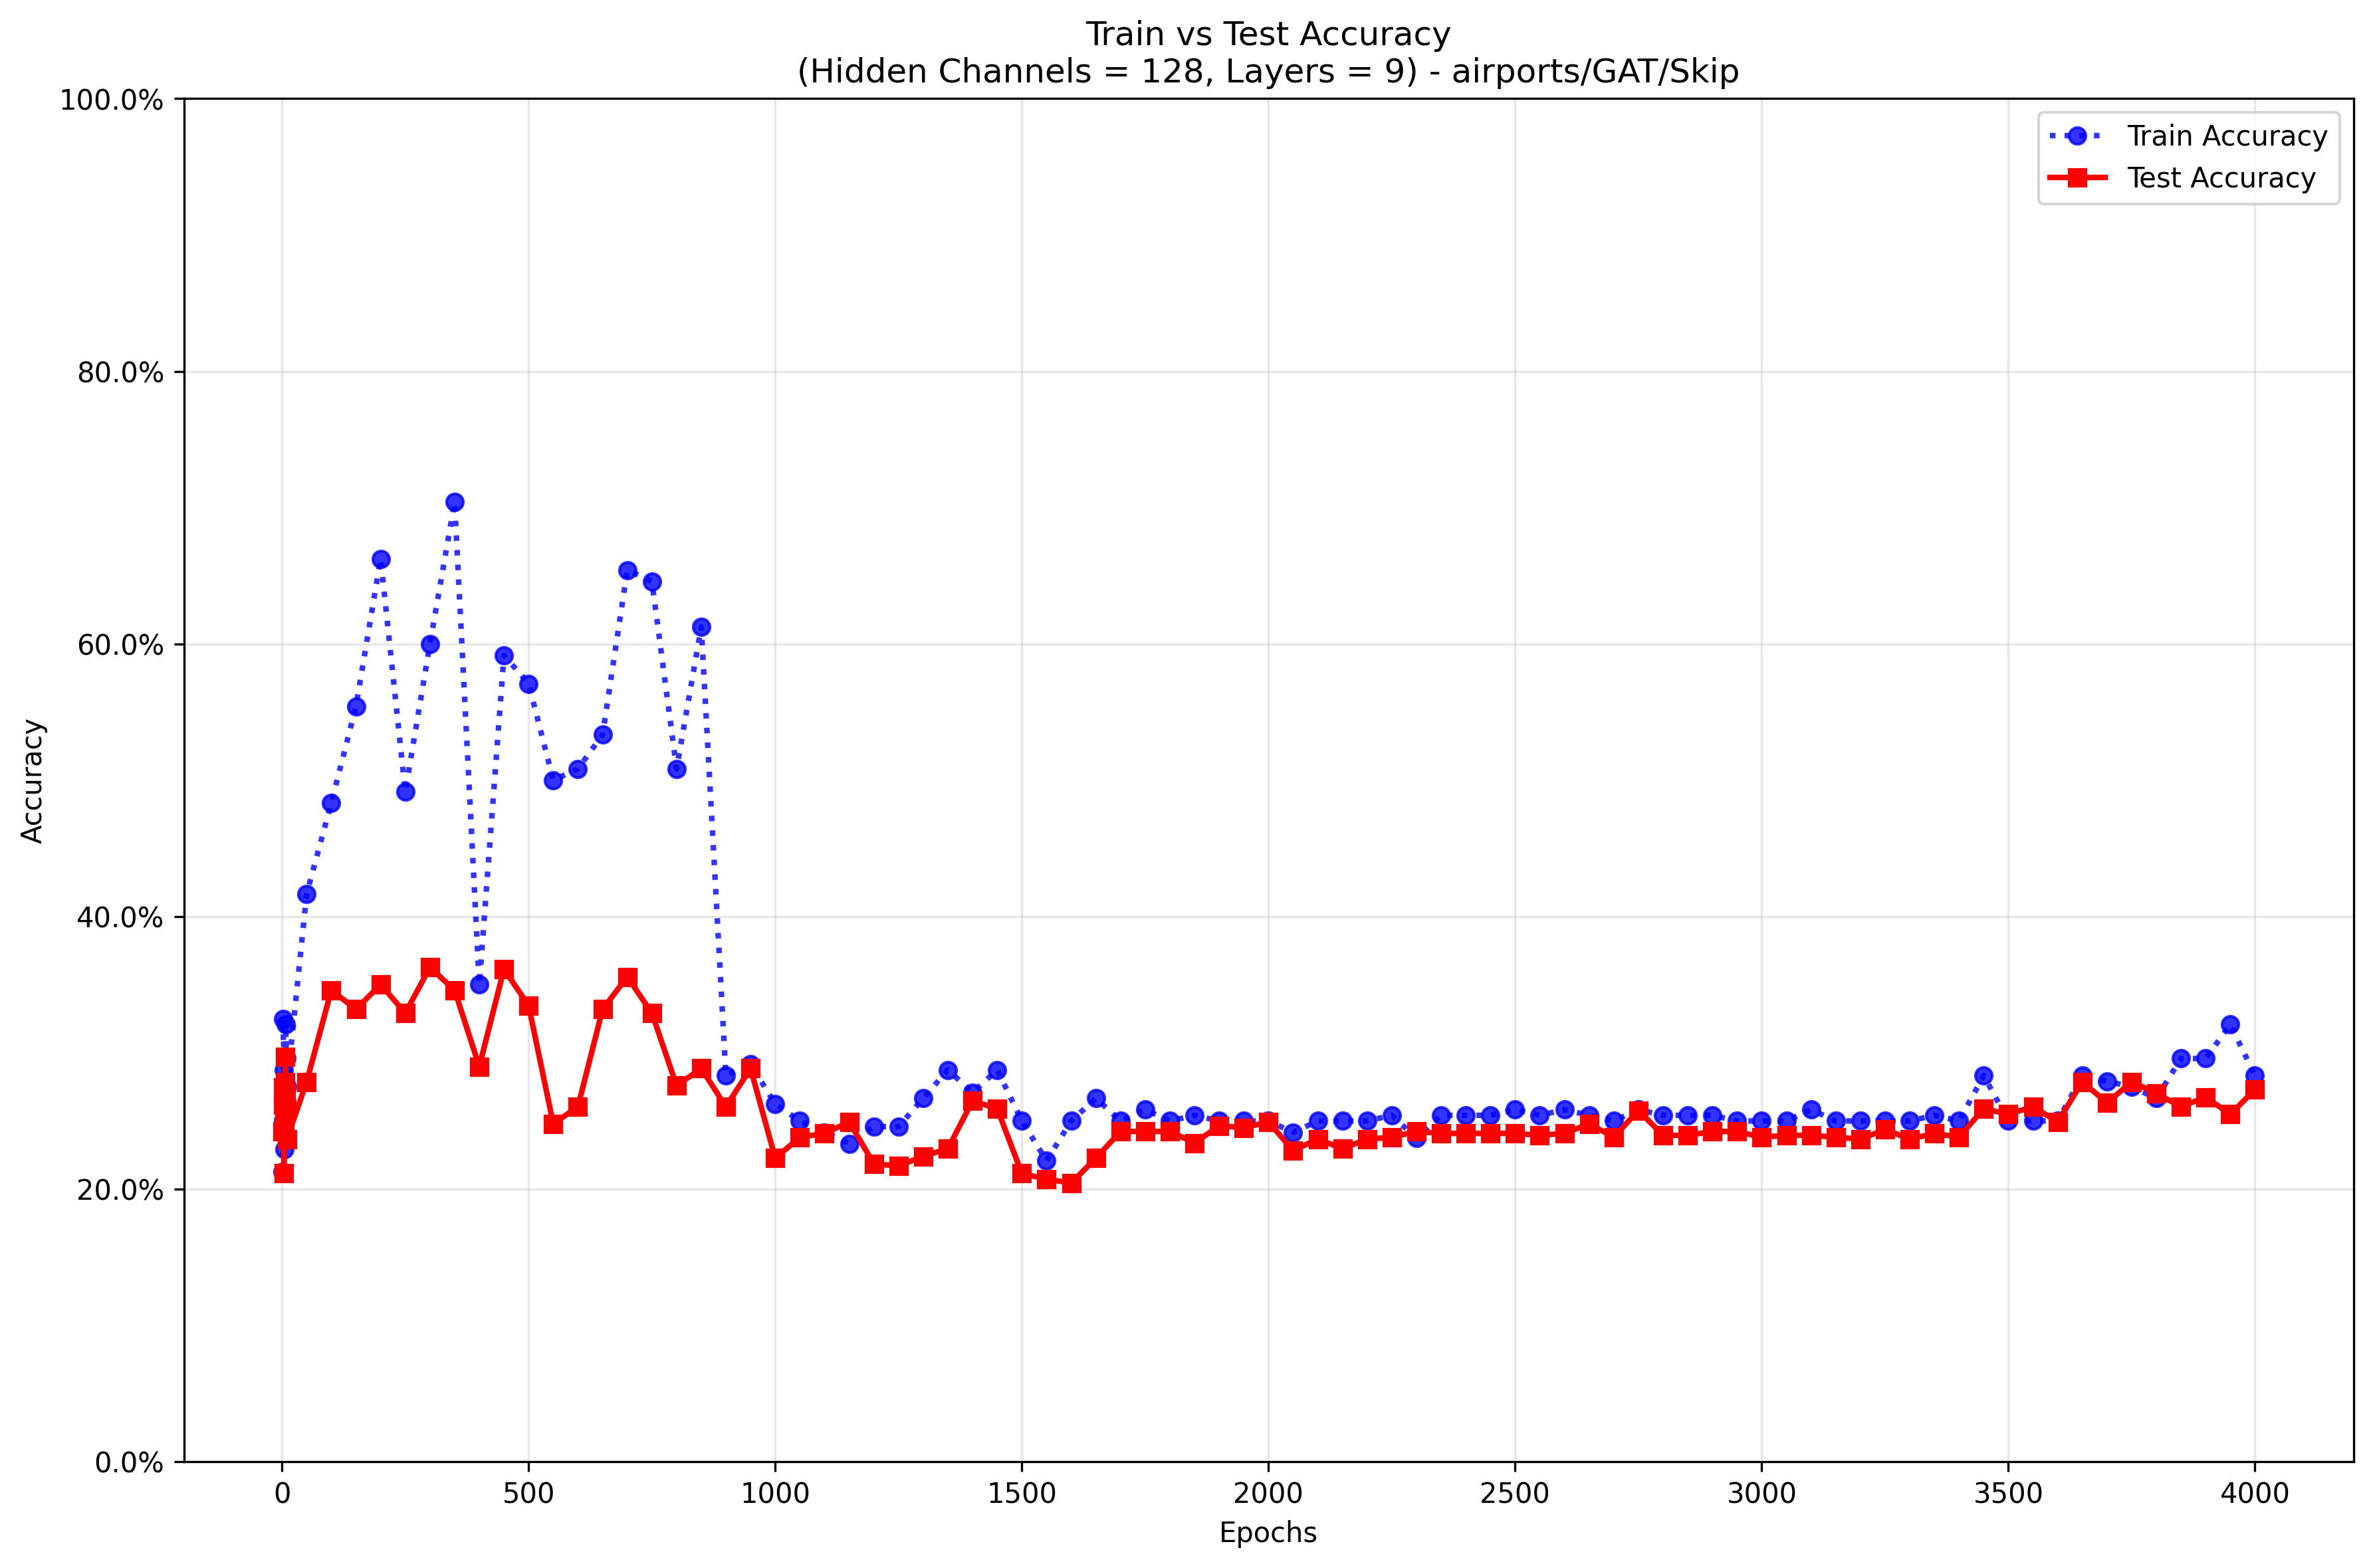 Train vs Test Accuracy
(Hidden Channels = 128, Layers = 9) - airports/GAT/Skip
100.0%
80.0%
60.0%
40.0%
20.0%
0.0%
Accuracy
Train Accuracy
Test Accuracy
0 500 1000 1500 2000 2500 3000 3500 4000
Epochs